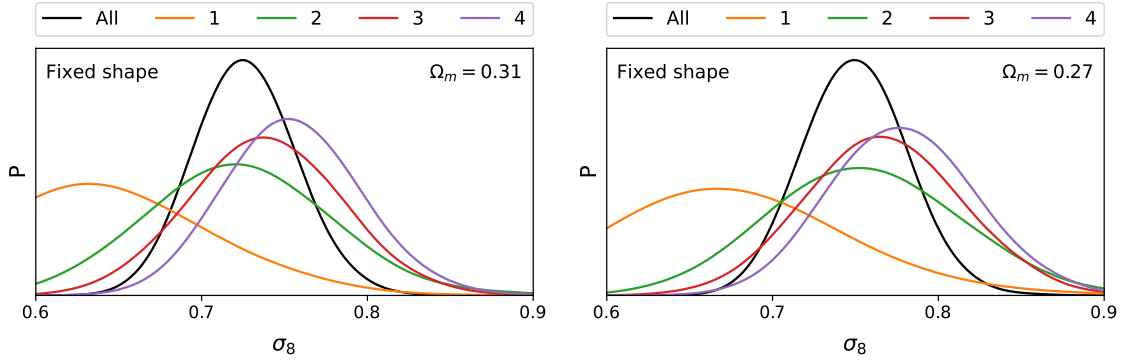 All 1 2 3 4
Fixed shape Ωₘ = 0.31
P
0.6 0.7 0.8 0.9
σ₈
All 1 2 3 4
Fixed shape Ωₘ = 0.27
P
0.6 0.7 0.8 0.9
σ₈